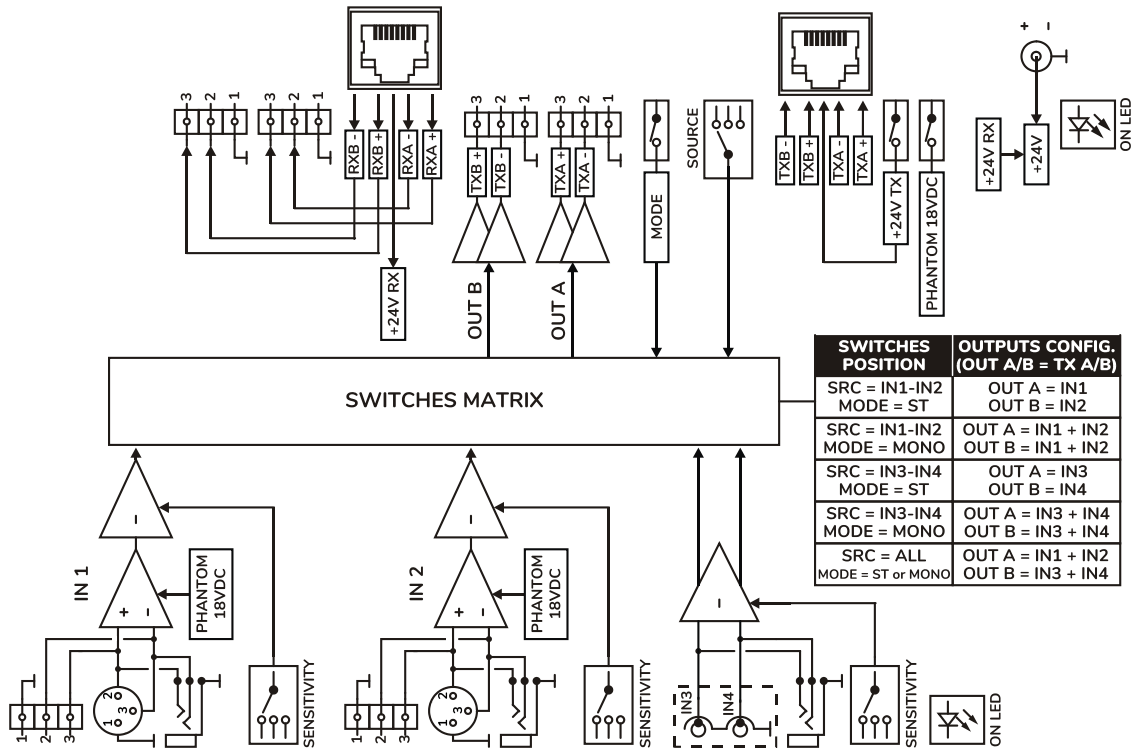 3
2
1
3
2
1
RXB -
RXB +
RXA -
RXA +
+24V RX
3
2
1
3
2
1
TXB +
TXB -
TXA +
TXA -
OUT B
OUT A
MODE
SOURCE
TXB -
TXB +
TXA -
TXA +
+24V TX
PHANTOM 18VDC
+ -
+24V RX
+24V
ON LED
SWITCHES MATRIX
SWITCHES POSITION
OUTPUTS CONFIG. (OUT A/B = TX A/B)
SRC = IN1-IN2
MODE = ST
OUT A = IN1
OUT B = IN2
SRC = IN1-IN2
MODE = MONO
OUT A = IN1 + IN2
OUT B = IN1 + IN2
SRC = IN3-IN4
MODE = ST
OUT A = IN3
OUT B = IN4
SRC = IN3-IN4
MODE = MONO
OUT A = IN3 + IN4
OUT B = IN3 + IN4
SRC = ALL
MODE = ST or MONO
OUT A = IN1 + IN2
OUT B = IN3 + IN4
IN 1
+ -
-
PHANTOM
18VDC
1
2
3
2
3
1
SENSITIVITY
IN 2
+ -
-
PHANTOM
18VDC
1
2
3
2
3
1
SENSITIVITY
-
IN3
IN4
SENSITIVITY
ON LED